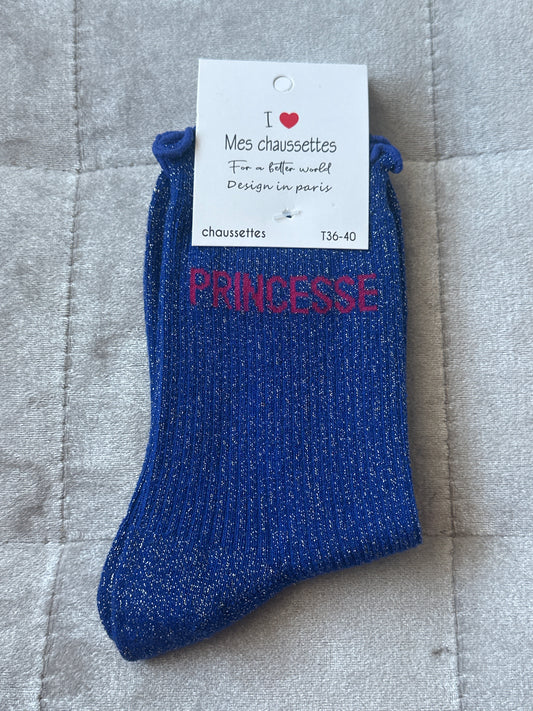 I ❤
Mes chaussettes
For a better world
Design in paris
chaussettes T36-40
PRINCESSE